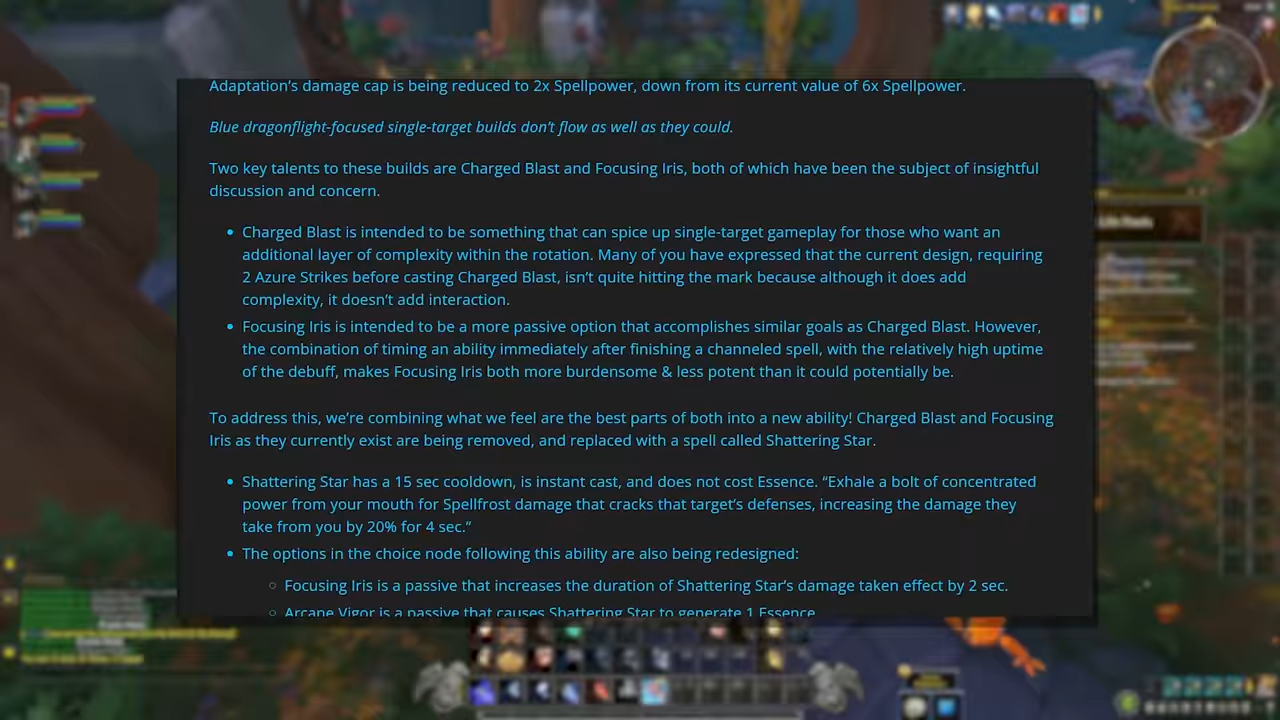 Adaptation’s damage cap is being reduced to 2x Spellpower, down from its current value of 6x Spellpower.
Blue dragonflight-focused single-target builds don’t flow as well as they could.
Two key talents to these builds are Charged Blast and Focusing Iris, both of which have been the subject of insightful
discussion and concern.
• Charged Blast is intended to be something that can spice up single-target gameplay for those who want an
additional layer of complexity within the rotation. Many of you have expressed that the current design, requiring
2 Azure Strikes before casting Charged Blast, isn’t quite hitting the mark because although it does add
complexity, it doesn’t add interaction.
• Focusing Iris is intended to be a more passive option that accomplishes similar goals as Charged Blast. However,
the combination of timing an ability immediately after finishing a channeled spell, with the relatively high uptime
of the debuff, makes Focusing Iris both more burdensome & less potent than it could potentially be.
To address this, we’re combining what we feel are the best parts of both into a new ability! Charged Blast and Focusing
Iris as they currently exist are being removed, and replaced with a spell called Shattering Star.
• Shattering Star has a 15 sec cooldown, is instant cast, and does not cost Essence. “Exhale a bolt of concentrated
power from your mouth for Spellfrost damage that cracks that target’s defenses, increasing the damage they
take from you by 20% for 4 sec.”
• The options in the choice node following this ability are also being redesigned:
○ Focusing Iris is a passive that increases the duration of Shattering Star’s damage taken effect by 2 sec.
○ Arcane Vigor is a passive that causes Shattering Star to generate 1 Essence